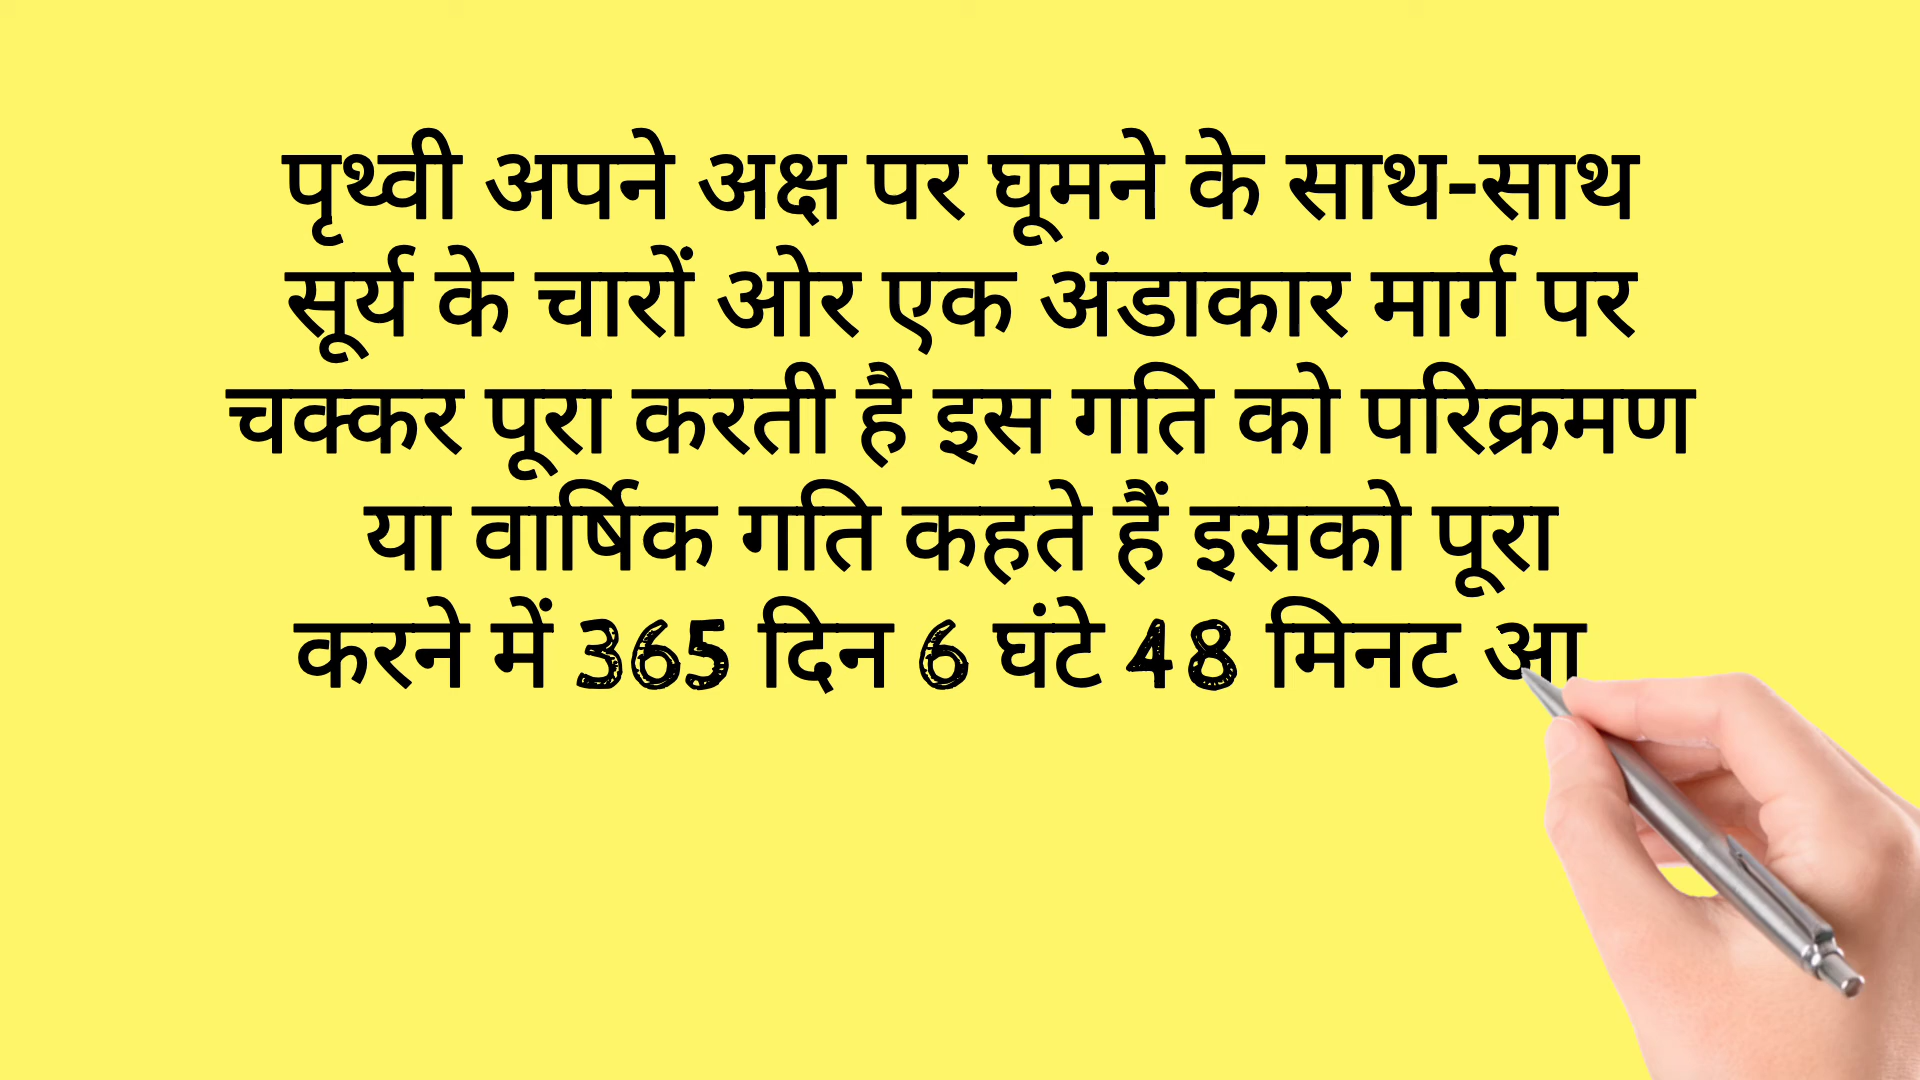 पृथ्वी अपने अक्ष पर घूमने के साथ-साथ
सूर्य के चारों ओर एक अंडाकार मार्ग पर
चक्कर पूरा करती है इस गति को परिक्रमण
या वार्षिक गति कहते हैं इसको पूरा
करने में 365 दिन 6 घंटे 48 मिनट आ